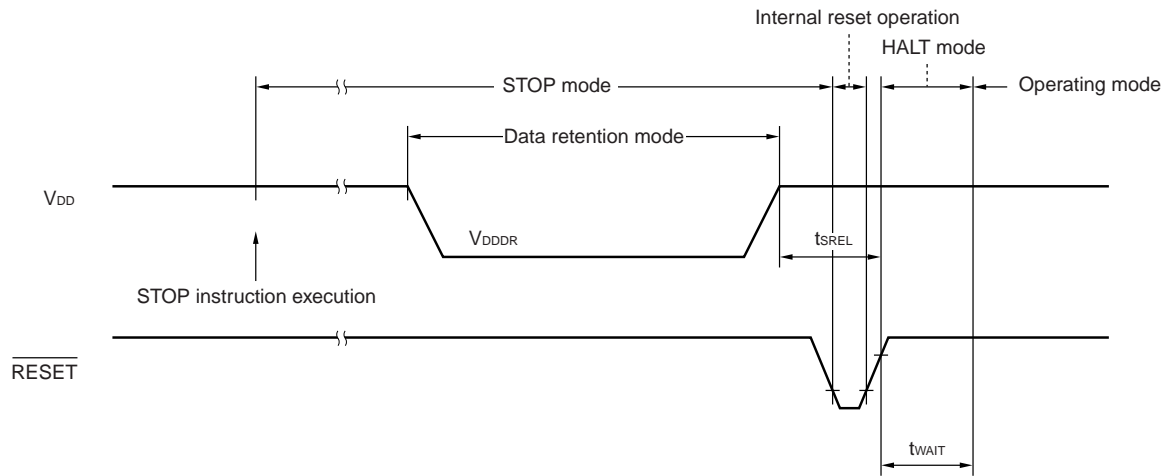 Internal reset operation
HALT mode
STOP mode
Operating mode
Data retention mode
VDD
VDDDR
tSREL
STOP instruction execution
RESET
tWAIT